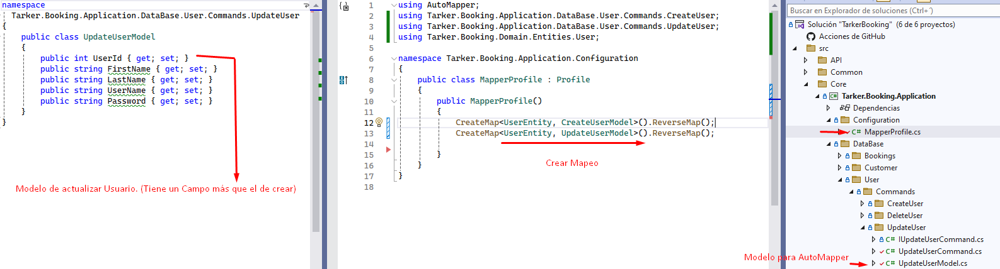 namespace
Tarker.Booking.Application.DataBase.User.Commands.UpdateUser
{
public class UpdateUserModel
{
public int UserId { get; set; }
public string FirstName { get; set; }
public string LastName { get; set; }
public string UserName { get; set; }
public string Password { get; set; }
}
}
Modelo de actualizar Usuario. (Tiene un Campo más que el de crear)
1 using AutoMapper;
2 using Tarker.Booking.Application.DataBase.User.Commands.CreateUser;
3 using Tarker.Booking.Application.DataBase.User.Commands.UpdateUser;
4 using Tarker.Booking.Domain.Entities.User;
5
6 namespace Tarker.Booking.Application.Configuration
7 {
8 public class MapperProfile : Profile
9 {
10 public MapperProfile()
11 {
12 CreateMap<UserEntity, CreateUserModel>().ReverseMap();
13 CreateMap<UserEntity, UpdateUserModel>().ReverseMap();
14
15 }
16 }
17 }
18
Crear Mapeo
Buscar en Explorador de soluciones (Ctrl+¨)
Solución "TarkerBooking" (6 de 6 proyectos)
Acciones de GitHub
src
API
Common
Core
C# Tarker.Booking.Application
Dependencias
Configuration
C# MapperProfile.cs
DataBase
Bookings
Customer
User
Commands
CreateUser
DeleteUser
UpdateUser
C# IUpdateUserCommand.cs
C# UpdateUserCommand.cs
Modelo para AutoMapper
C# UpdateUserModel.cs